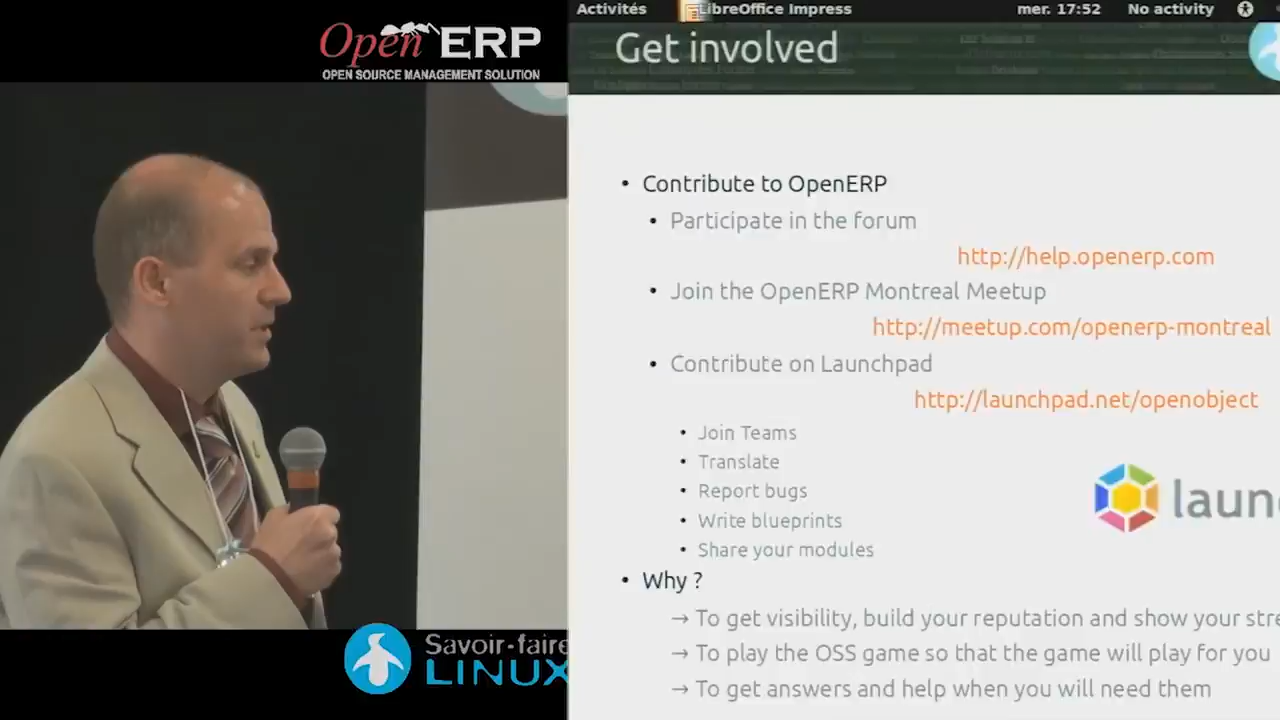 Open ERP
OPEN SOURCE MANAGEMENT SOLUTION
Savoir-faire
LINUX
Activités
LibreOffice Impress
mer. 17:52
No activity
Get involved
• Contribute to OpenERP
• Participate in the forum
http://help.openerp.com
• Join the OpenERP Montreal Meetup
http://meetup.com/openerp-montreal
• Contribute on Launchpad
http://launchpad.net/openobject
• Join Teams
• Translate
• Report bugs
• Write blueprints
• Share your modules
laun
• Why ?
→ To get visibility, build your reputation and show your stre
→ To play the OSS game so that the game will play for you
→ To get answers and help when you will need them